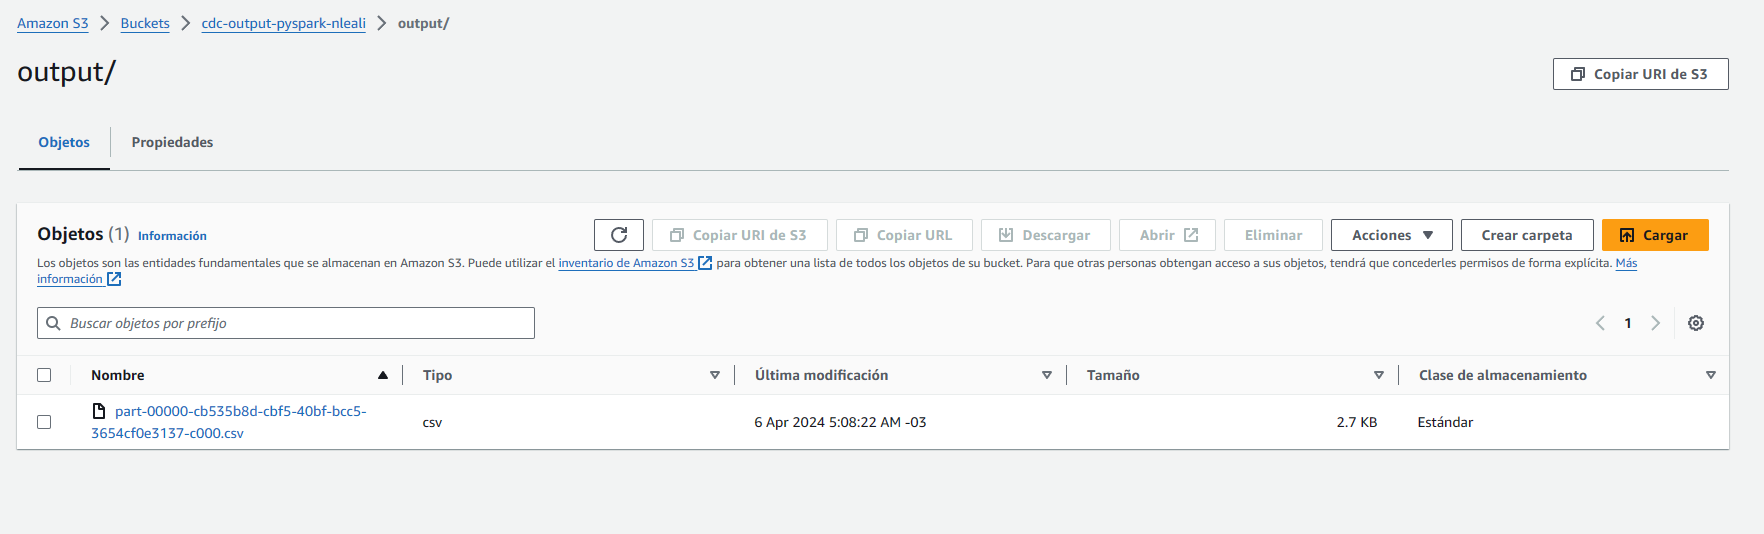 Amazon S3 > Buckets > cdc-output-pyspark-nleali > output/
output/
Copiar URI de S3
Objetos Propiedades
Objetos (1) Información
Copiar URI de S3 Copiar URL Descargar Abrir Eliminar Acciones Crear carpeta Cargar
Los objetos son las entidades fundamentales que se almacenan en Amazon S3. Puede utilizar el inventario de Amazon S3 para obtener una lista de todos los objetos de su bucket. Para que otras personas obtengan acceso a sus objetos, tendrá que concederles permisos de forma explícita. Más
información
Buscar objetos por prefijo
1
Nombre Tipo Última modificación Tamaño Clase de almacenamiento
part-00000-cb535b8d-cbf5-40bf-bcc5-
3654cf0e3137-c000.csv
csv 6 Apr 2024 5:08:22 AM -03 2.7 KB Estándar